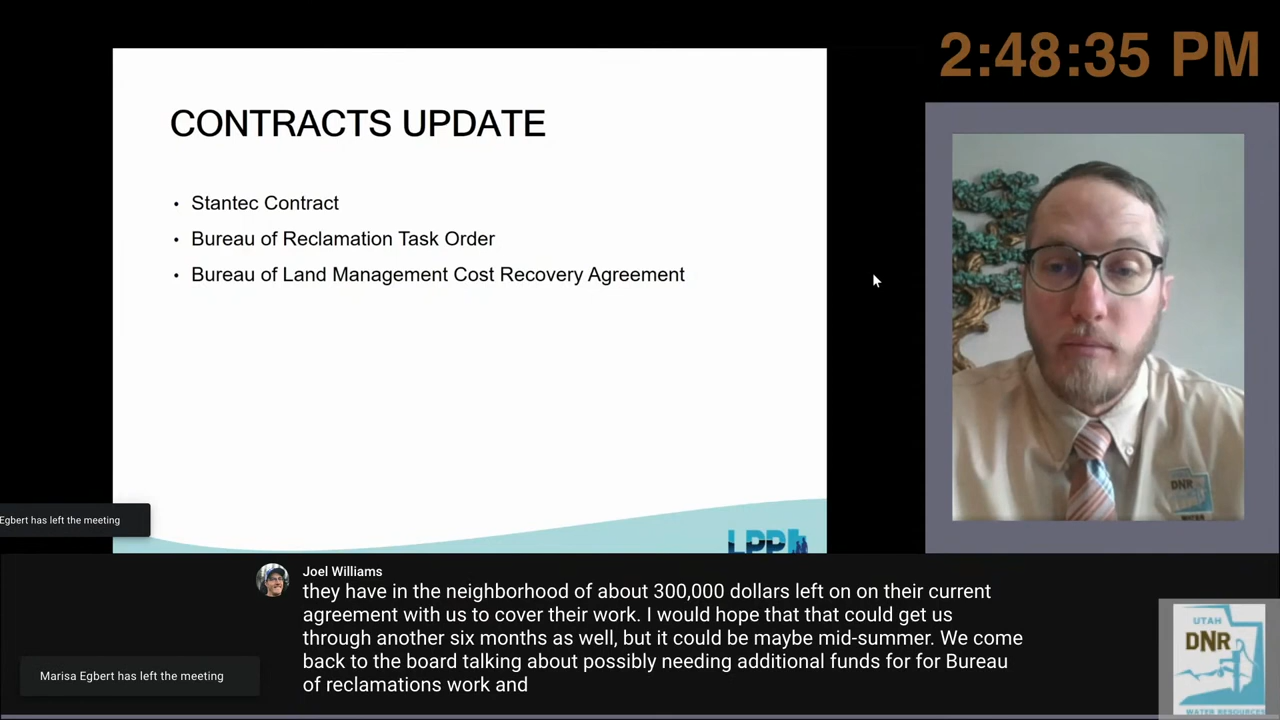 2:48:35 PM
CONTRACTS UPDATE
• Stantec Contract
• Bureau of Reclamation Task Order
• Bureau of Land Management Cost Recovery Agreement
DNR
WATER
LPP
Egbert has left the meeting
Joel Williams
they have in the neighborhood of about 300,000 dollars left on on their current
agreement with us to cover their work. I would hope that that could get us
through another six months as well, but it could be maybe mid-summer. We come
back to the board talking about possibly needing additional funds for for Bureau
of reclamations work and
Marisa Egbert has left the meeting
UTAH
DNR
WATER RESOURCES